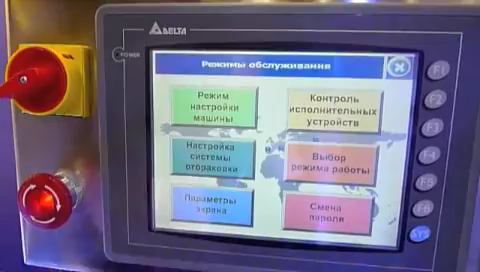 DELTA
POWER
Режимы обслуживания
Режим
настройки
машины
Контроль
исполнительных
устройств
Настройка
системы
отбраковки
Выбор
режима работы
Параметры
экрана
Смена
пароля
F1
F2
F3
F4
F5
F6
SYS